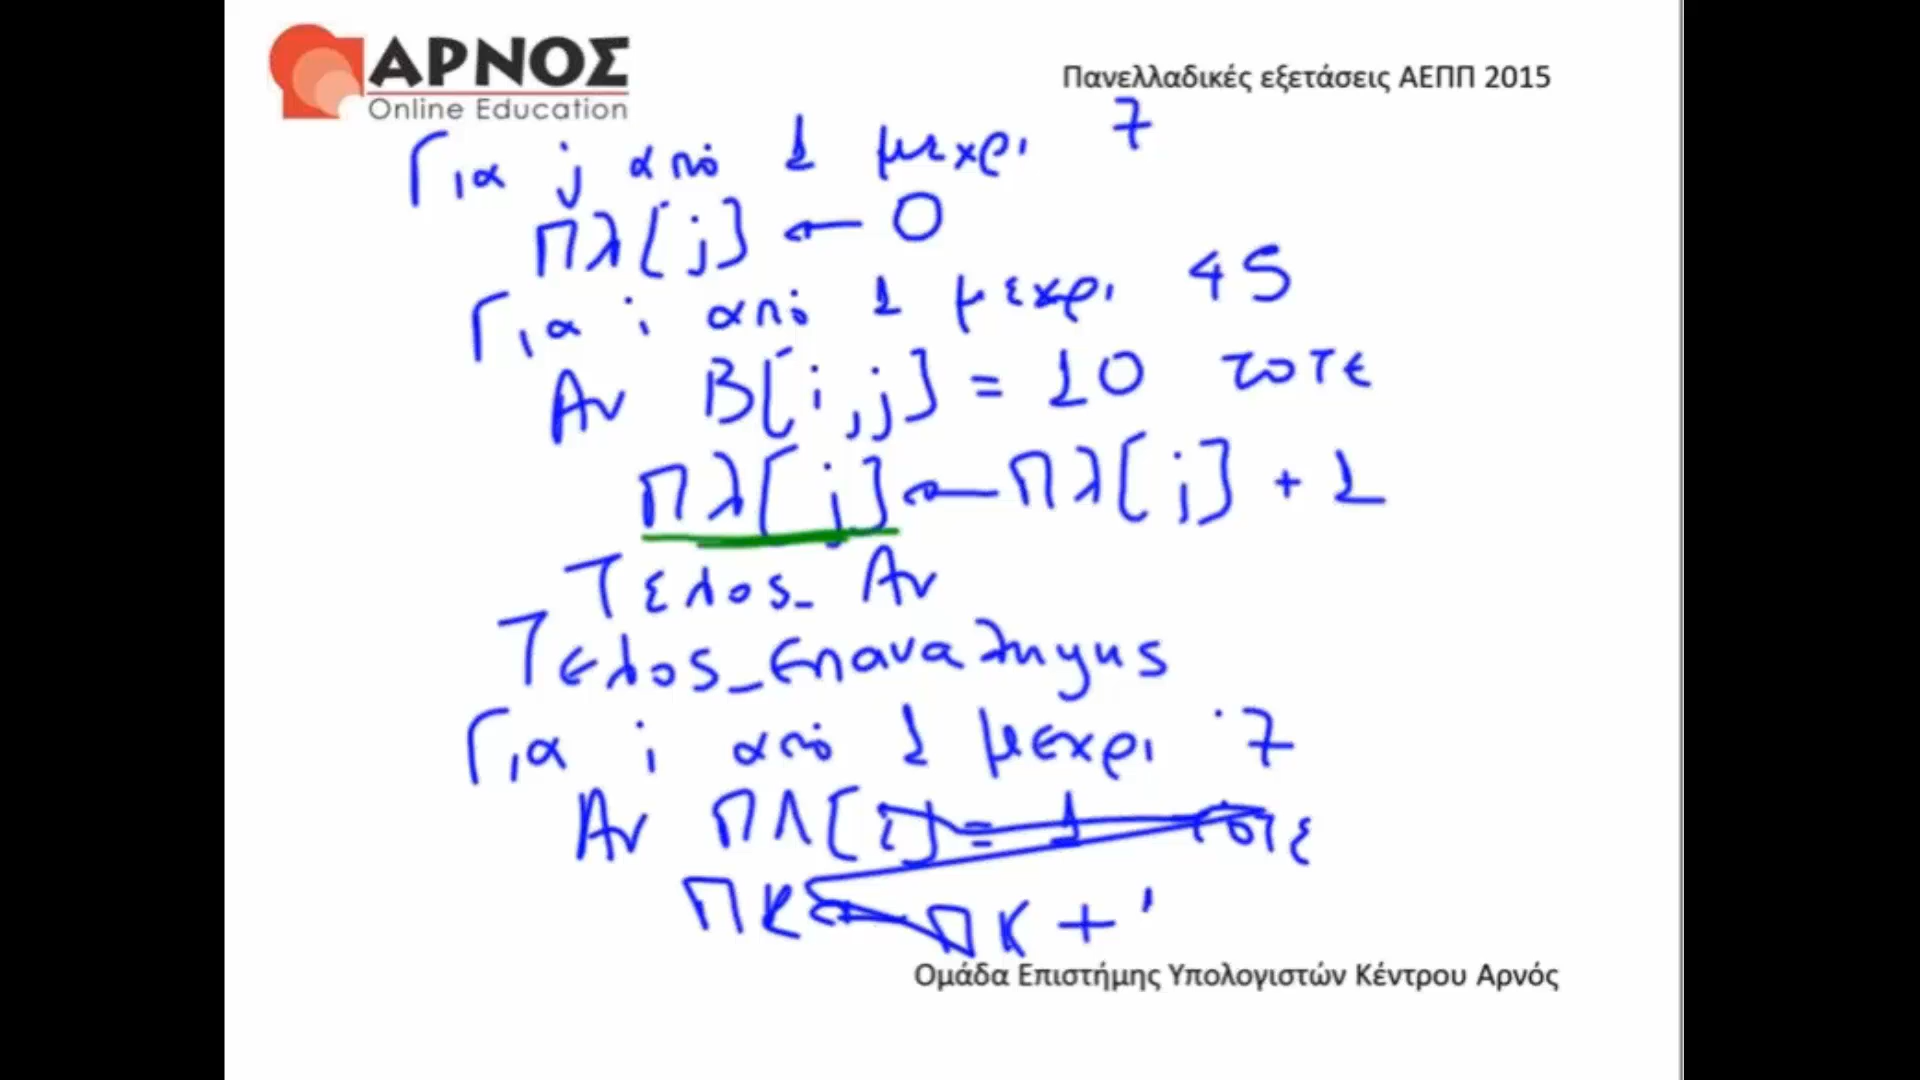 ΑΡΝΟΣ
Online Education
Πανελλαδικές εξετάσεις ΑΕΠΠ 2015
Για j από 1 μεχρι 7
Πλ[j] ← 0
Για i από 1 μεχρι 45
Αν Β[i,j] = 10 τοτε
Πλ[j] ← Πλ[j] + 1
Τελος_Αν
Τελος_Επαναληψης
Για i από 1 μεχρι 7
Αν ΠΛ[i] = 1 τοτε
ΠΚ ← ΠΚ + 1
Ομάδα Επιστήμης Υπολογιστών Κέντρου Αρνός